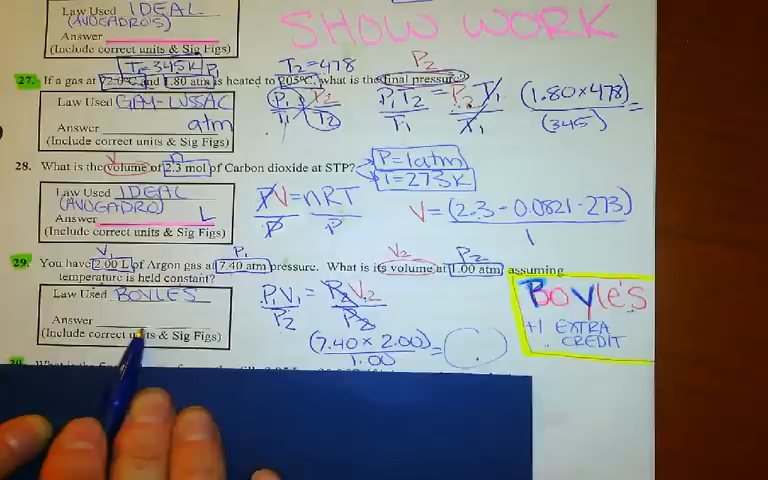 Law Used IDEAL
(AVOGADRO'S)
Answer
(Include correct units & Sig Figs)
SHOW WORK
T₁=345K P₁ T₂=478 P₂
27. If a gas at 72.0°C and 1.80 atm is heated to 205°C, what is the final pressure?
Law Used GAY-LUSSAC
Answer atm
(Include correct units & Sig Figs)
P₁/T₁ P₂/T₂ P₁T₂/T₁ = P₂T₁/T₁ (1.80×478)/(345) =
V n
28. What is the volume of 2.3 mol of Carbon dioxide at STP?
P=1atm
T=273K
Law Used IDEAL
(AVOGADRO)
Answer L
(Include correct units & Sig Figs)
PV/P = nRT/P V=(2.3-0.0821-273)/1
V₁ P₁ V₂ P₂
29. You have 2.00 L of Argon gas at 7.40 atm pressure. What is its volume at 1.00 atm assuming
temperature is held constant?
Law Used BOYLES
Answer
(Include correct units & Sig Figs)
P₁V₁/P₂ = P₂V₂/P₂
(7.40×2.00)/1.00 =
Boyle's
+1 EXTRA
CREDIT